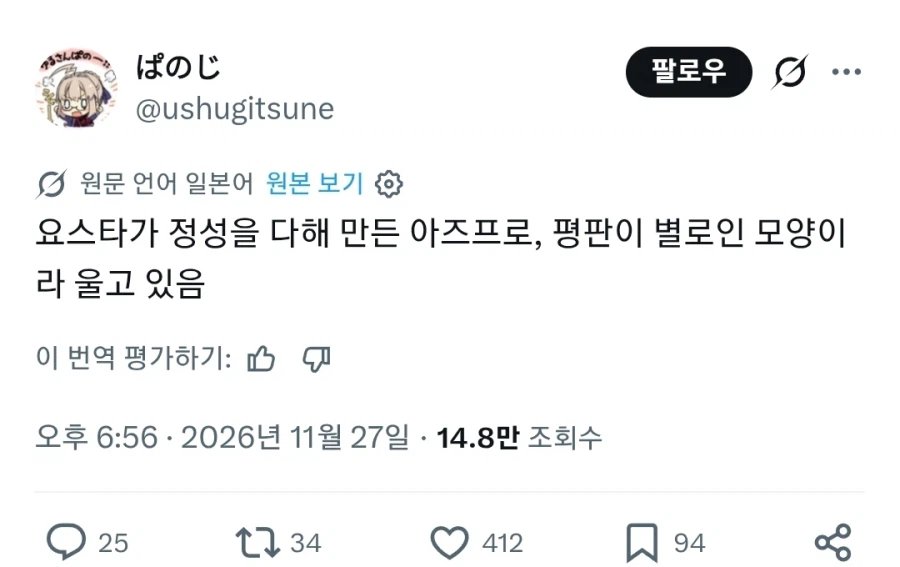 ぱのじ
팔로우
@ushugitsune
원문 언어 일본어 원본 보기
요스타가 정성을 다해 만든 아즈프로, 평판이 별로인 모양이
라 울고 있음
이 번역 평가하기:
오후 6:56 · 2026년 11월 27일 · 14.8만 조회수
25 34 412 94